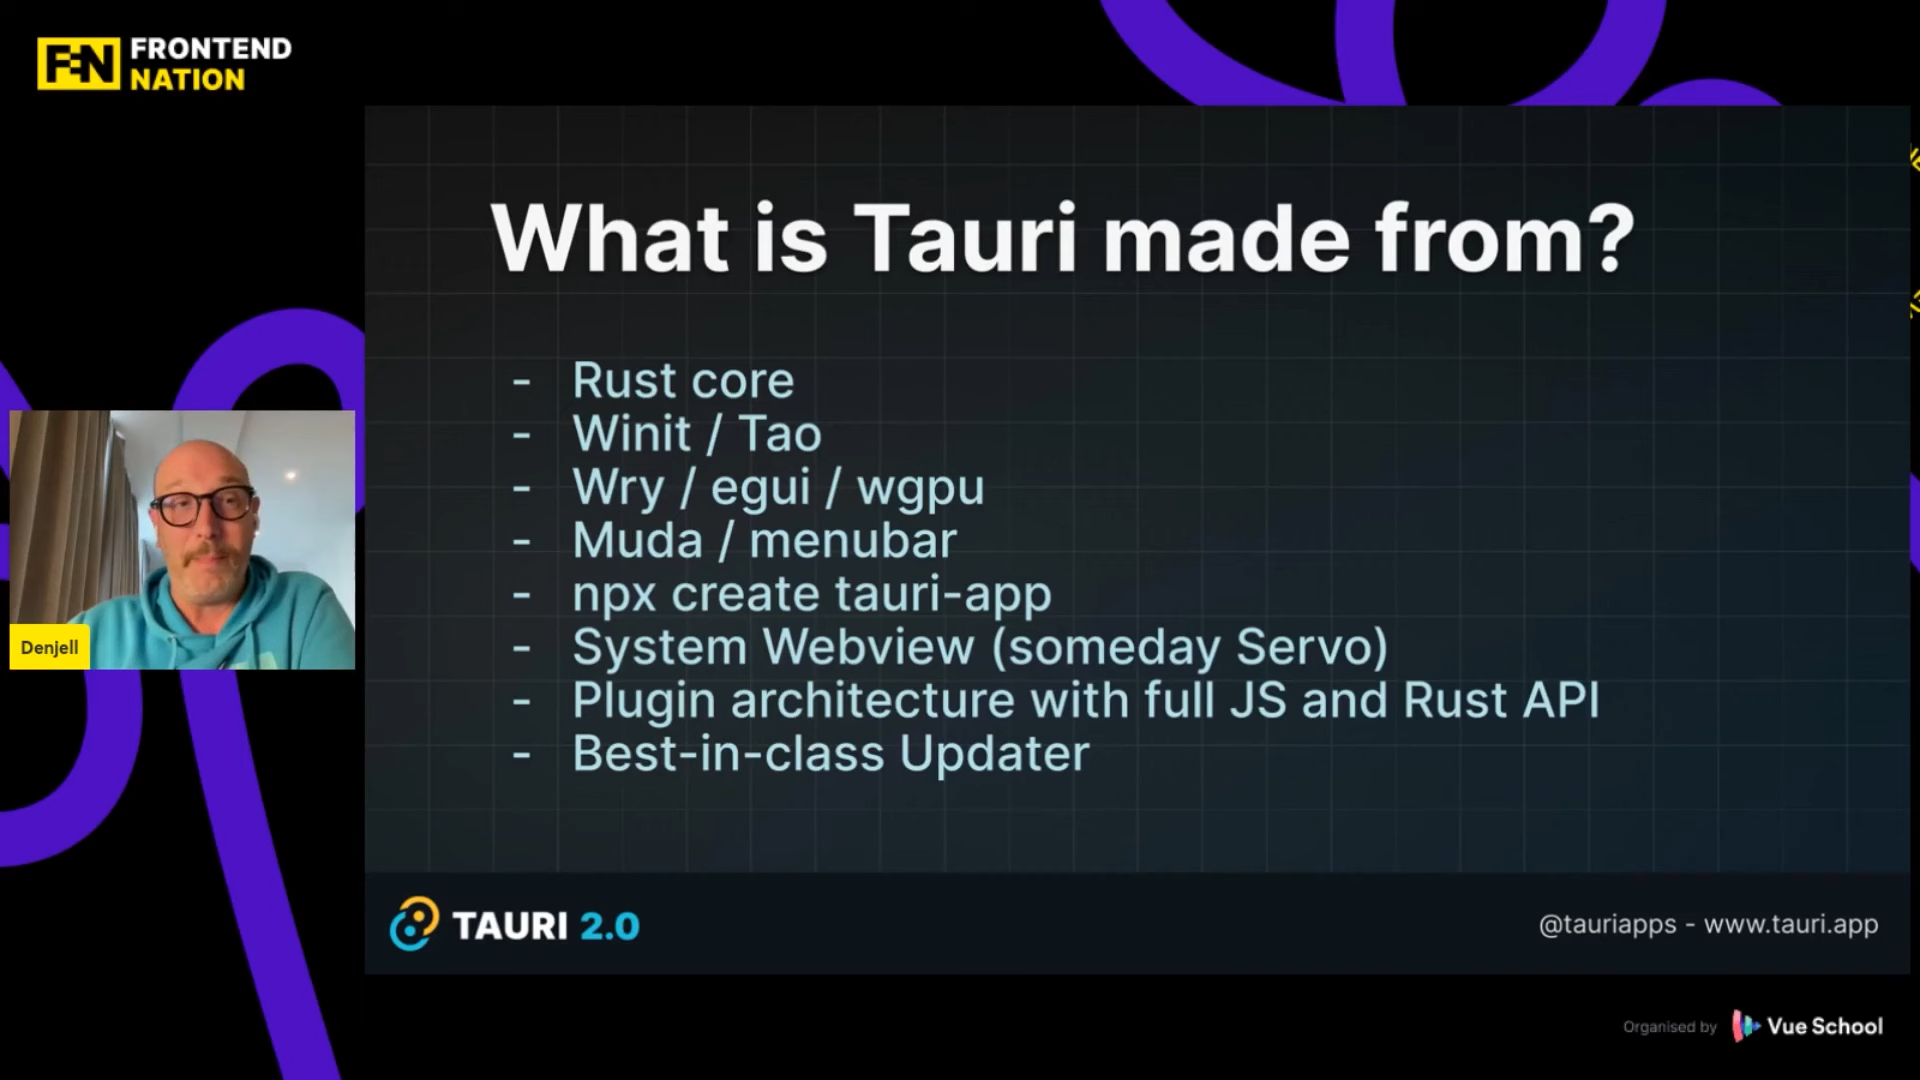 FEN FRONTEND
NATION
What is Tauri made from?
- Rust core
- Winit / Tao
- Wry / egui / wgpu
- Muda / menubar
- npx create tauri-app
- System Webview (someday Servo)
- Plugin architecture with full JS and Rust API
- Best-in-class Updater
Denjell
TAURI 2.0
@tauriapps - www.tauri.app
Organised by Vue School